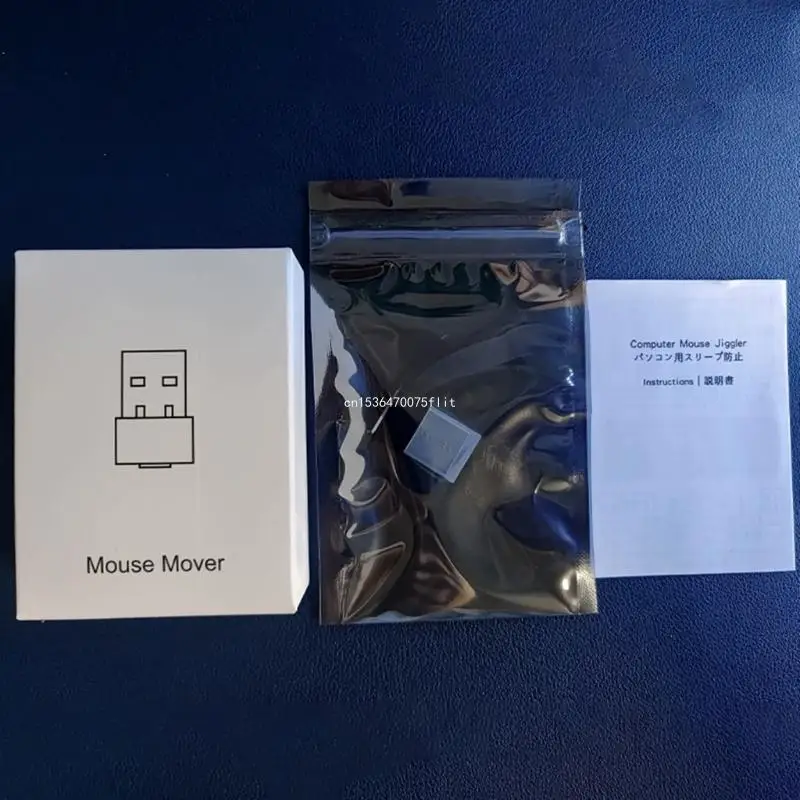 Mouse Mover
cn1536470075flit
Computer Mouse Jiggler
パソコン用スリープ防止
Instructions | 説明書